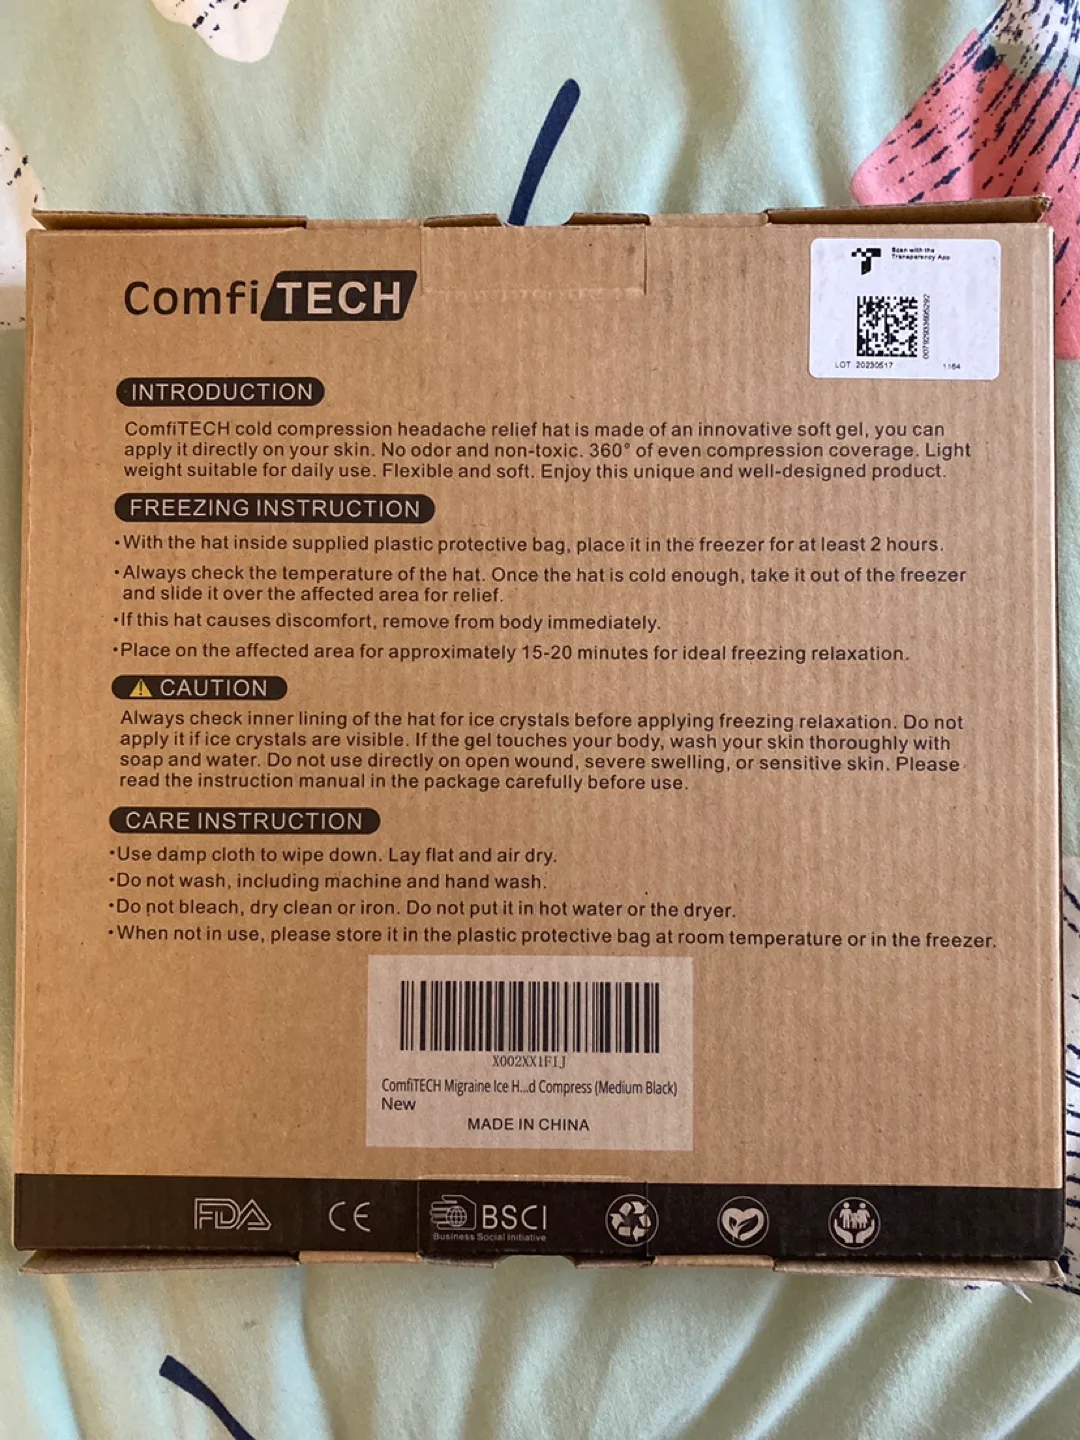 Scan with the
Transparency App
ComfiTECH
LOT 20230517
1164
INTRODUCTION
ComfiTECH cold compression headache relief hat is made of an innovative soft gel, you can
apply it directly on your skin. No odor and non-toxic. 360° of even compression coverage. Light
weight suitable for daily use. Flexible and soft. Enjoy this unique and well-designed product.
FREEZING INSTRUCTION
·With the hat inside supplied plastic protective bag, place it in the freezer for at least 2 hours.
·Always check the temperature of the hat. Once the hat is cold enough, take it out of the freezer
and slide it over the affected area for relief.
·If this hat causes discomfort, remove from body immediately.
·Place on the affected area for approximately 15-20 minutes for ideal freezing relaxation.
CAUTION
Always check inner lining of the hat for ice crystals before applying freezing relaxation. Do not
apply it if ice crystals are visible. If the gel touches your body, wash your skin thoroughly with
soap and water. Do not use directly on open wound, severe swelling, or sensitive skin. Please
read the instruction manual in the package carefully before use.
CARE INSTRUCTION
·Use damp cloth to wipe down. Lay flat and air dry.
·Do not wash, including machine and hand wash.
·Do not bleach, dry clean or iron. Do not put it in hot water or the dryer.
·When not in use, please store it in the plastic protective bag at room temperature or in the freezer.
X002XX1FIJ
ComfiTECH Migraine Ice H...d Compress (Medium Black)
New
MADE IN CHINA
FDA CE BSCI
Business Social Initiative